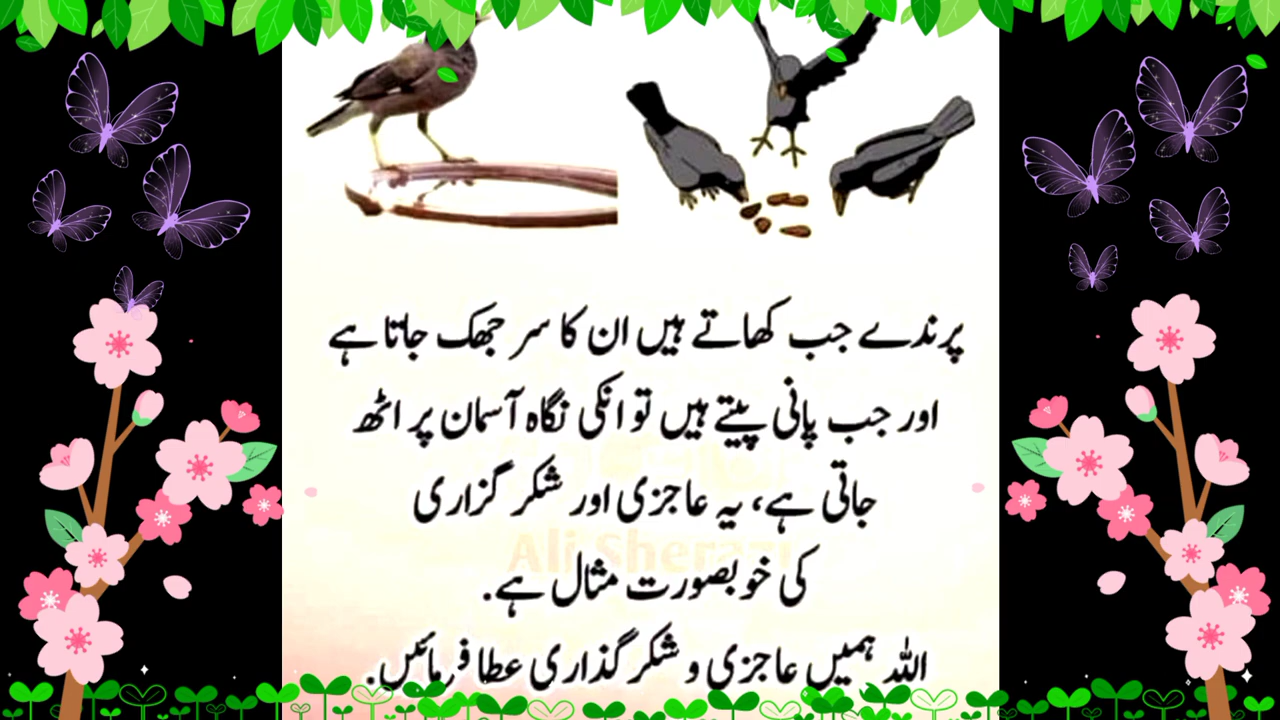 پرندے جب کھاتے ہیں ان کا سر جھک جاتا ہے
اور جب پانی پیتے ہیں تو انکی نگاہ آسمان پر اٹھ
جاتی ہے، یہ عاجزی اور شکر گزاری
Ali Sherazi
کی خوبصورت مثال ہے.
اللہ ہمیں عاجزی و شکر گذاری عطا فرمائیں.